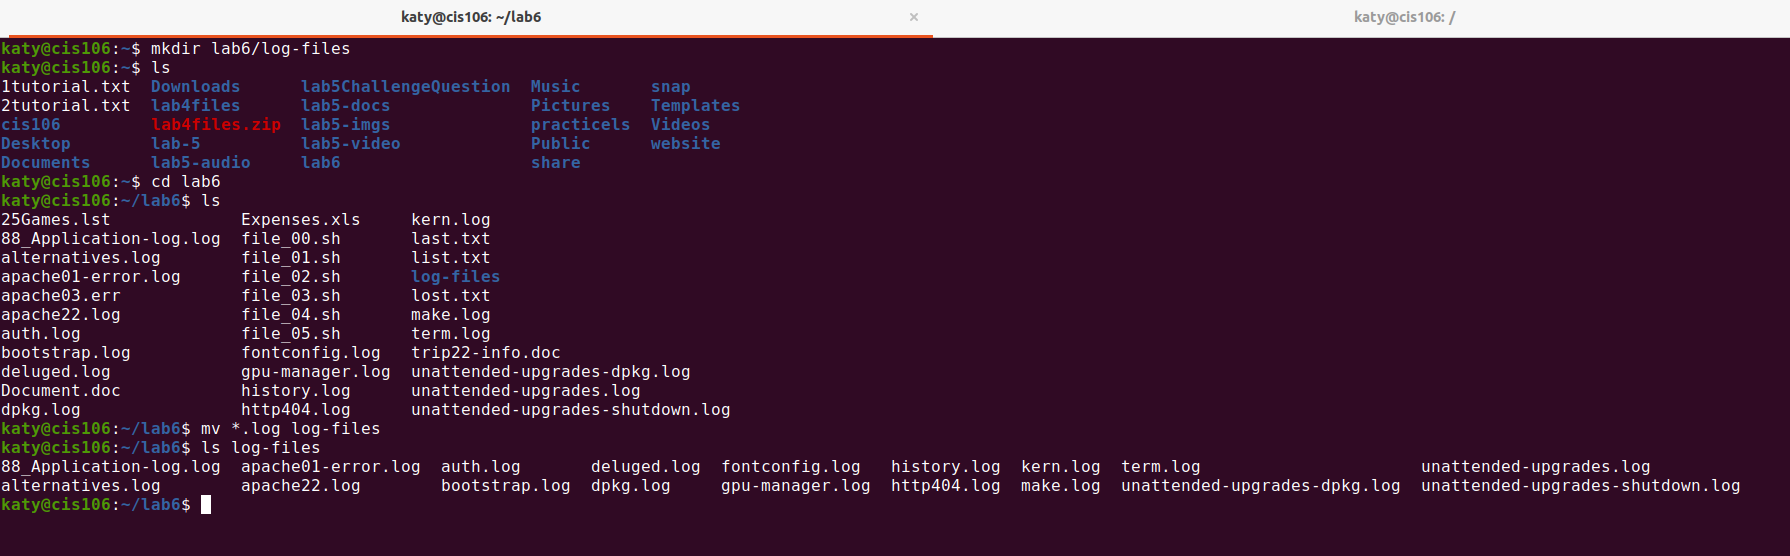 katy@cis106: ~/lab6 × katy@cis106: /
katy@cis106:~$ mkdir lab6/log-files
katy@cis106:~$ ls
1tutorial.txt  Downloads      lab5ChallengeQuestion  Music      snap
2tutorial.txt  lab4files      lab5-docs              Pictures   Templates
cis106         lab4files.zip  lab5-imgs              practicels  Videos
Desktop        lab-5          lab5-video             Public     website
Documents      lab5-audio     lab6                   share
katy@cis106:~$ cd lab6
katy@cis106:~/lab6$ ls
25Games.lst             Expenses.xls     kern.log
88_Application-log.log  file_00.sh       last.txt
alternatives.log        file_01.sh       list.txt
apache01-error.log      file_02.sh       log-files
apache03.err            file_03.sh       lost.txt
apache22.log            file_04.sh       make.log
auth.log                file_05.sh       term.log
bootstrap.log           fontconfig.log   trip22-info.doc
deluged.log             gpu-manager.log  unattended-upgrades-dpkg.log
Document.doc            history.log      unattended-upgrades.log
dpkg.log                http404.log      unattended-upgrades-shutdown.log
katy@cis106:~/lab6$ mv *.log log-files
katy@cis106:~/lab6$ ls log-files
88_Application-log.log  apache01-error.log  auth.log       deluged.log  fontconfig.log   history.log  kern.log  term.log                      unattended-upgrades.log
alternatives.log        apache22.log        bootstrap.log  dpkg.log     gpu-manager.log  http404.log  make.log  unattended-upgrades-dpkg.log  unattended-upgrades-shutdown.log
katy@cis106:~/lab6$